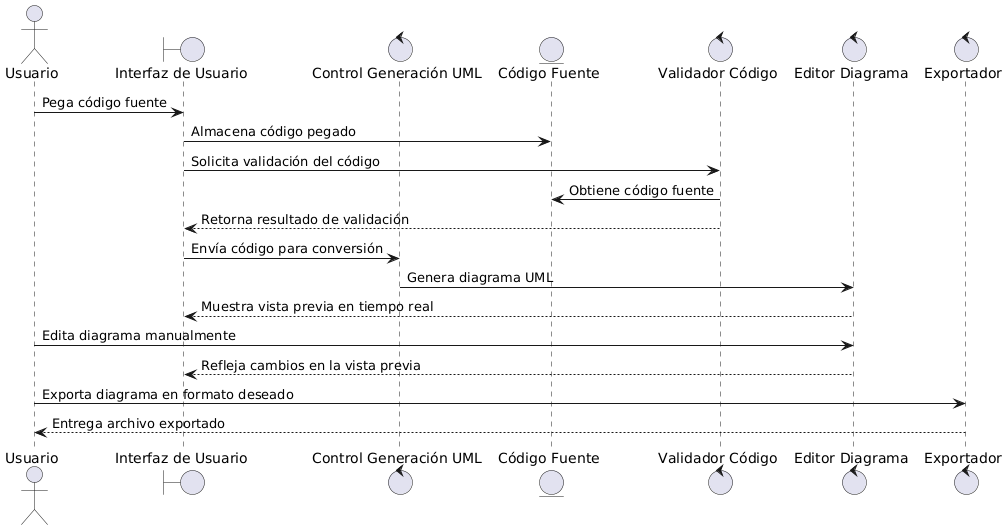 Usuario
Interfaz de Usuario
Control Generación UML
Código Fuente
Validador Código
Editor Diagrama
Exportador
Pega código fuente
Almacena código pegado
Solicita validación del código
Obtiene código fuente
Retorna resultado de validación
Envía código para conversión
Genera diagrama UML
Muestra vista previa en tiempo real
Edita diagrama manualmente
Refleja cambios en la vista previa
Exporta diagrama en formato deseado
Entrega archivo exportado
Usuario
Interfaz de Usuario
Control Generación UML
Código Fuente
Validador Código
Editor Diagrama
Exportador